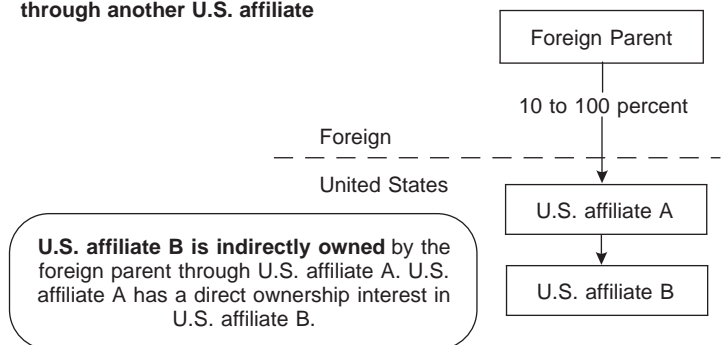 through another U.S. affiliate
Foreign Parent
10 to 100 percent
Foreign
United States
U.S. affiliate A
U.S. affiliate B is indirectly owned by the
foreign parent through U.S. affiliate A. U.S.
affiliate A has a direct ownership interest in
U.S. affiliate B.
U.S. affiliate B